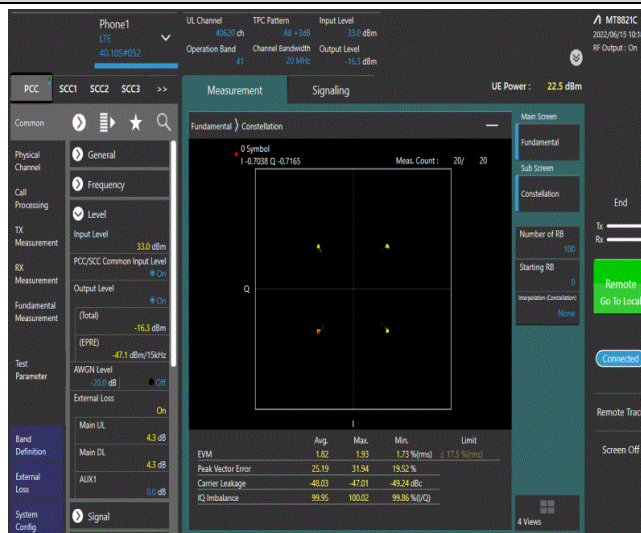 Phone1
LTE
40.10S#052
UL Channel
40620 ch
TPC Pattern
All +3dB
Input Level
33.0 dBm
Operation Band
41
Channel Bandwidth
20 MHz
Output Level
-16.3 dBm
MT8821C
2022/06/15 10:1
RF Output : On
PCC SCC1 SCC2 SCC3 >>
Measurement
Signaling
UE Power : 22.5 dBm
Common
Physical
Channel
Call
Processing
TX
Measurement
RX
Measurement
Fundamental
Measurement
Test
Parameter
Band
Definition
External
Loss
System
Config
General
Frequency
Level
Input Level
33.0 dBm
PCC/SCC Common Input Level
On
Output Level
On
(Total)
-16.3 dBm
(EPRE)
-47.1 dBm/15kHz
AWGN Level
-20.0 dB Off
External Loss
On
Main UL
4.3 dB
Main DL
4.3 dB
AUX1
0.0 dB
Signal
Fundamental Constellation
0 Symbol
I -0.7038 Q -0.7165
Meas. Count : 20/ 20
Q
I
Avg. Max. Min. Limit
EVM 1.82 1.93 1.73 %(rms) ≤ 17.5 %(rms)
Peak Vector Error 25.19 31.94 19.52 %
Carrier Leakage -48.03 -47.01 -49.24 dBc
IQ Imbalance 99.95 100.02 99.86 %(I/Q)
Main Screen
Fundamental
Sub Screen
Constellation
Number of RB
100
Starting RB
0
Interpolation (Constellation)
None
4 Views
End
Tx
Rx
Remote
Go To Local
Connected
Remote Trac
Screen Off